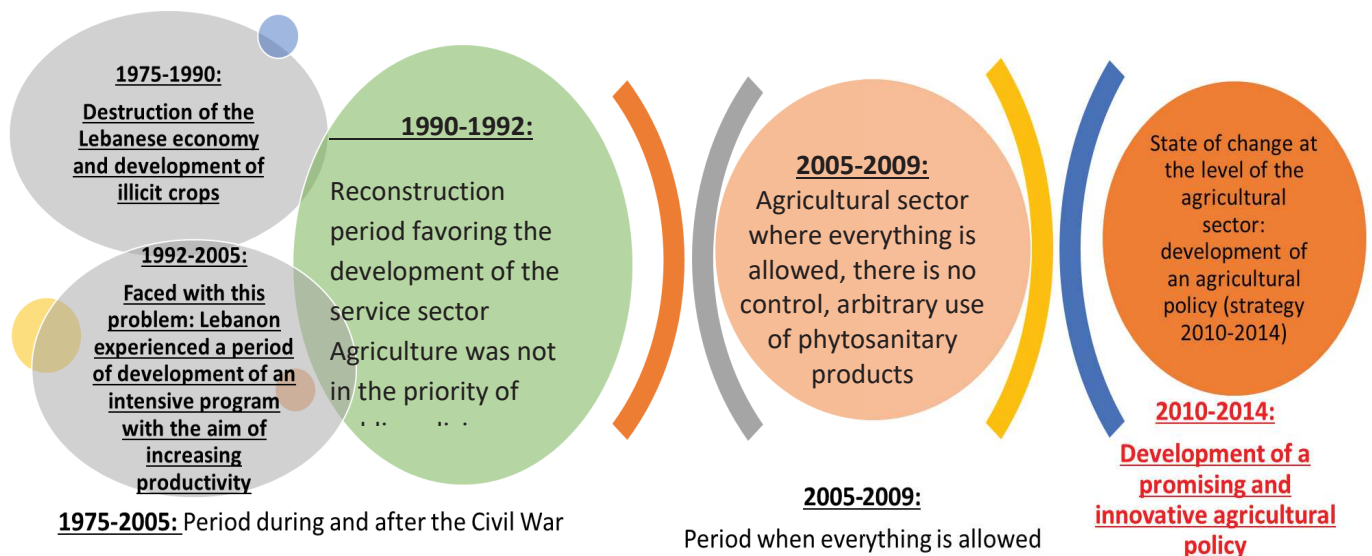 1975-1990:
Destruction of the
Lebanese economy
and development of
illicit crops
1992-2005:
Faced with this
problem: Lebanon
experienced a period
of development of an
intensive program
with the aim of
increasing
productivity
1990-1992:
Reconstruction
period favoring the
development of the
service sector
Agriculture was not
in the priority of
1975-2005: Period during and after the Civil War
2005-2009:
Agricultural sector
where everything is
allowed, there is no
control, arbitrary use
of phytosanitary
products
2005-2009:
Period when everything is allowed
State of change at
the level of the
agricultural
sector:
development of
an agricultural
policy (strategy
2010-2014)
2010-2014:
Development of a
promising and
innovative agricultural
policy